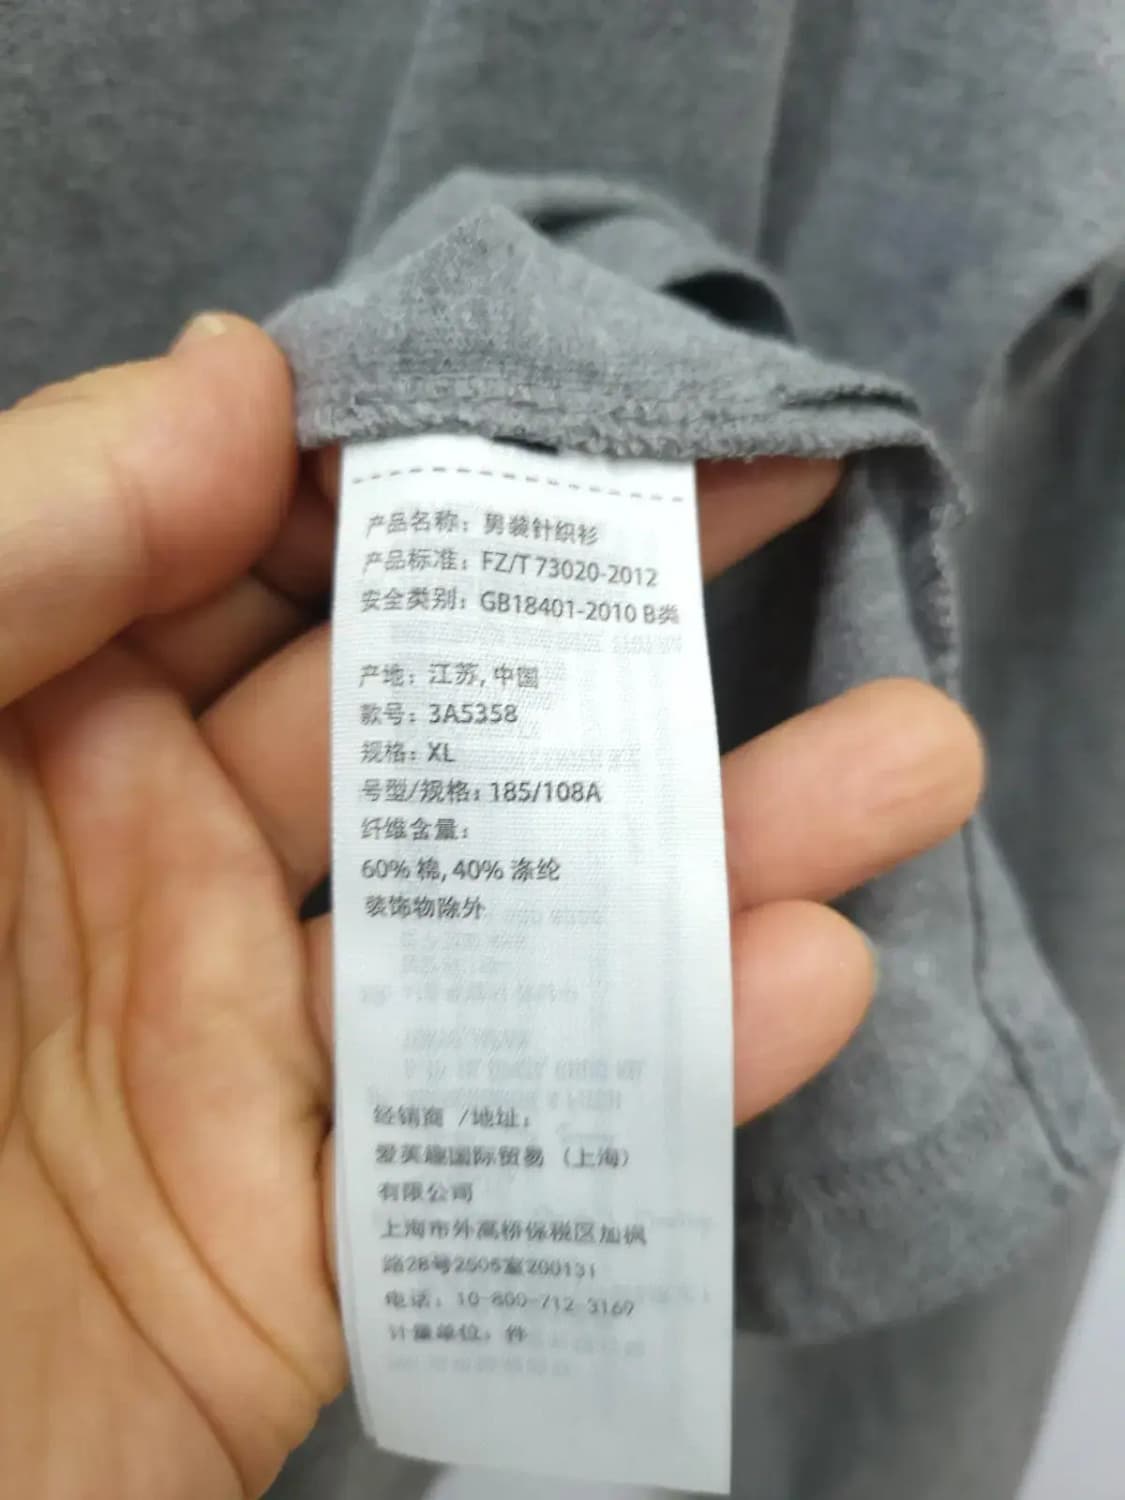 产品名称：男装针织衫
产品标准：FZ/T 73020-2012
安全类别：GB18401-2010 B类
产地：江苏, 中国
款号：3A5358
规格：XL
号型/规格：185/108A
纤维含量：
60% 棉, 40% 涤纶
装饰物除外
经销商 /地址：
爱芙趣国际贸易（上海）
有限公司
上海市外高桥保税区加枫
路28号2505室200131
电话：10-800-712-3169
计量单位：件